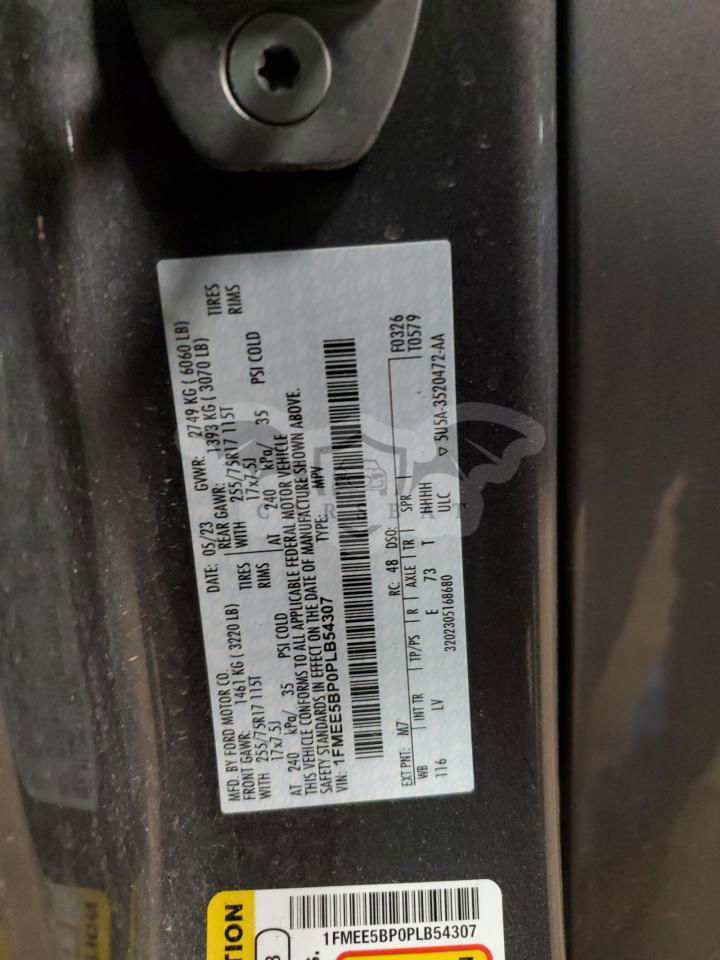 MFD. BY FORD MOTOR CO.
DATE: 05/23 GVWR: 2749 KG ( 6060 LB)
FRONT GAWR: 1461 KG ( 3220 LB) REAR GAWR: 1393 KG ( 3070 LB)
WITH 255/75R17 115T TIRES WITH 255/75R17 115T TIRES
17x7.5J RIMS 17x7.5J RIMS
AT 240 kPa/ 35 PSI COLD AT 240 kPa/ 35 PSI COLD
THIS VEHICLE CONFORMS TO ALL APPLICABLE FEDERAL MOTOR VEHICLE
SAFETY STANDARDS IN EFFECT ON THE DATE OF MANUFACTURE SHOWN ABOVE.
VIN: 1FMEE5BP0PLB54307 TYPE: MPV
F0326
T0579
EXT PNT: M7 RC: 48 DSO:
WB INT TR TP/PS R AXLE TR SPR
116 LV E 73 T HHHHH
3202305168680 ULC ▽ 5U5A-3520472-AA
CARSBAT
1FMEE5BP0PLB54307